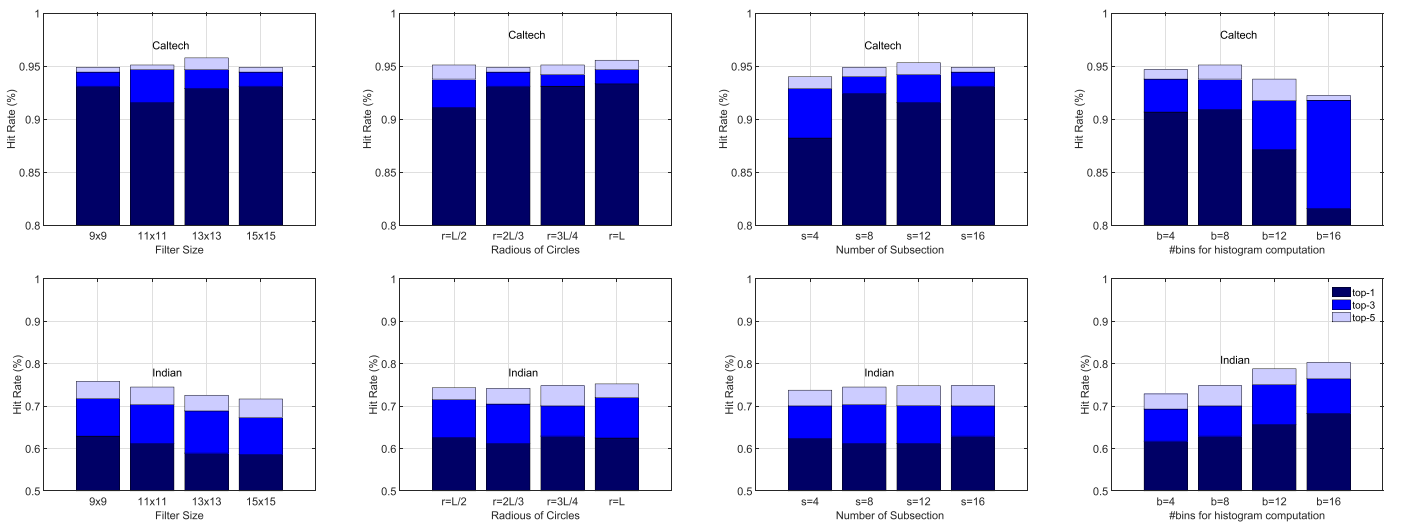 1
0.95
0.9
0.85
0.8
Hit Rate (%)
Caltech
9x9 11x11 13x13 15x15
Filter Size
1
0.95
0.9
0.85
0.8
Hit Rate (%)
Caltech
r=L/2 r=2L/3 r=3L/4 r=L
Radious of Circles
1
0.95
0.9
0.85
0.8
Hit Rate (%)
Caltech
s=4 s=8 s=12 s=16
Number of Subsection
1
0.95
0.9
0.85
0.8
Hit Rate (%)
Caltech
b=4 b=8 b=12 b=16
#bins for histogram computation
1
0.9
0.8
0.7
0.6
0.5
Hit Rate (%)
Indian
9x9 11x11 13x13 15x15
Filter Size
1
0.9
0.8
0.7
0.6
0.5
Hit Rate (%)
Indian
r=L/2 r=2L/3 r=3L/4 r=L
Radious of Circles
1
0.9
0.8
0.7
0.6
0.5
Hit Rate (%)
Indian
s=4 s=8 s=12 s=16
Number of Subsection
1
0.9
0.8
0.7
0.6
0.5
Hit Rate (%)
Indian
top-1
top-3
top-5
b=4 b=8 b=12 b=16
#bins for histogram computation